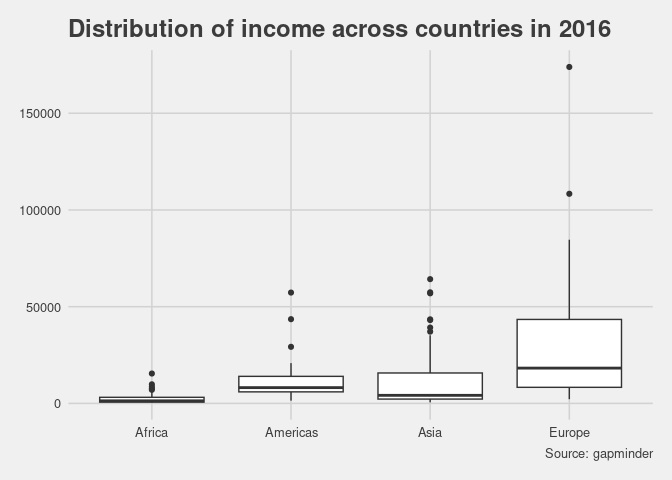 Distribution of income across countries in 2016
150000
100000
50000
0
Africa Americas Asia Europe
Source: gapminder